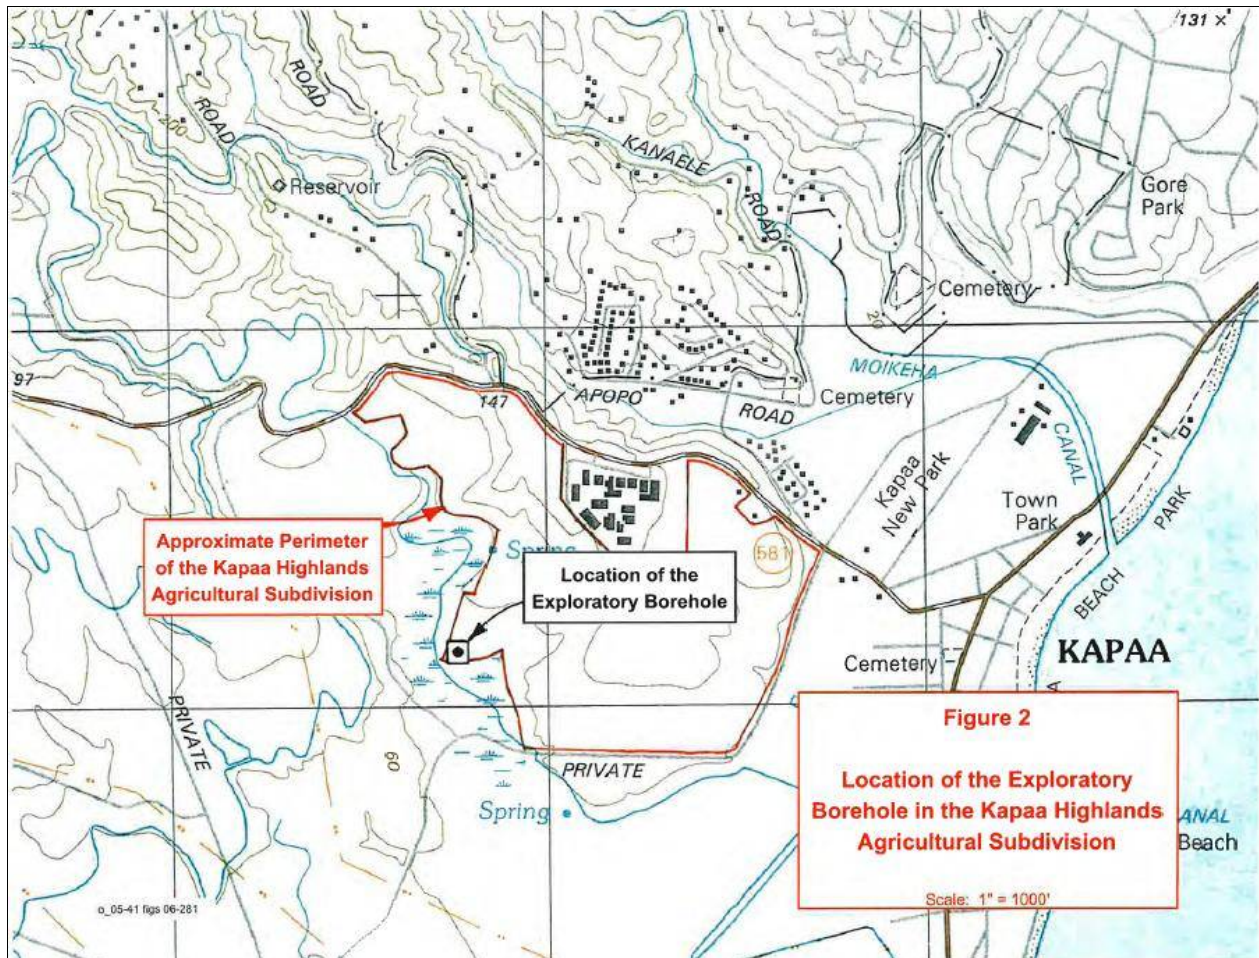 131 ×
ROAD
ROAD
200
KANAELE
ROAD
Reservoir
Gore
Park
Cemetery
20
MOIKEHA
97
147
APOPO
ROAD
Cemetery
CANAL
Kapaa
New Park
Town
Park
PARK
BEACH
Approximate Perimeter
of the Kapaa Highlands
Agricultural Subdivision
Spring
581
Location of the
Exploratory Borehole
KAPAA
Cemetery
A
PRIVATE
60
PRIVATE
Spring
Figure 2
Location of the Exploratory
Borehole in the Kapaa Highlands
Agricultural Subdivision
Scale: 1" = 1000'
ANAL
Beach
o_05-41 figs 06-281